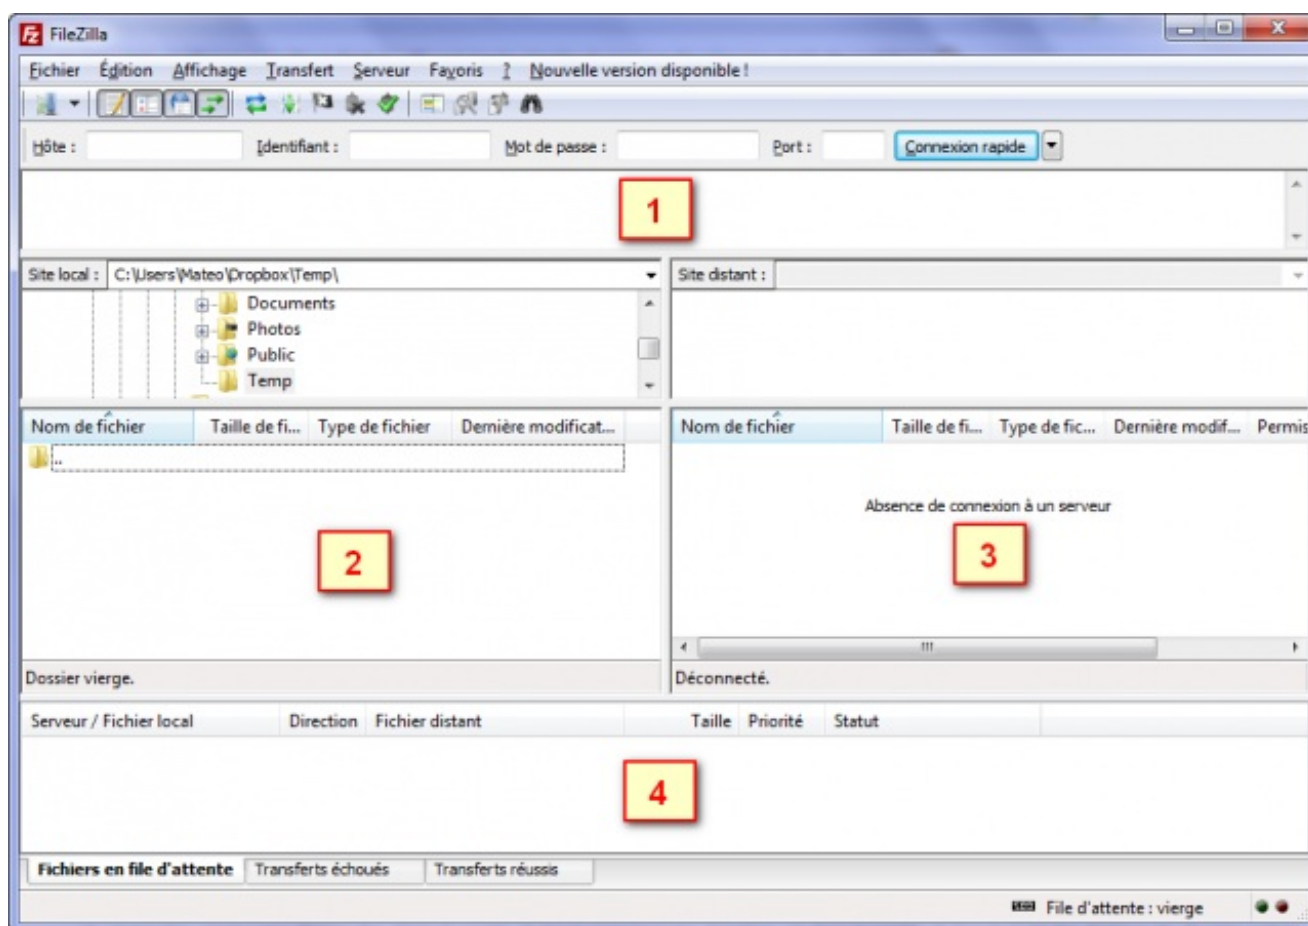 FileZilla
Fichier Édition Affichage Transfert Serveur Favoris ? Nouvelle version disponible !
Hôte : Identifiant : Mot de passe : Port : Connexion rapide
1
Site local : C:\Users\Mateo\Dropbox\Temp\ Site distant :
Documents
Photos
Public
Temp
Nom de fichier Taille de fi... Type de fichier Dernière modificat... Nom de fichier Taille de fi... Type de fic... Dernière modif... Permis
..
Absence de connexion à un serveur
2 3
Dossier vierge. Déconnecté.
Serveur / Fichier local Direction Fichier distant Taille Priorité Statut
4
Fichiers en file d'attente Transferts échoués Transferts réussis
File d'attente : vierge